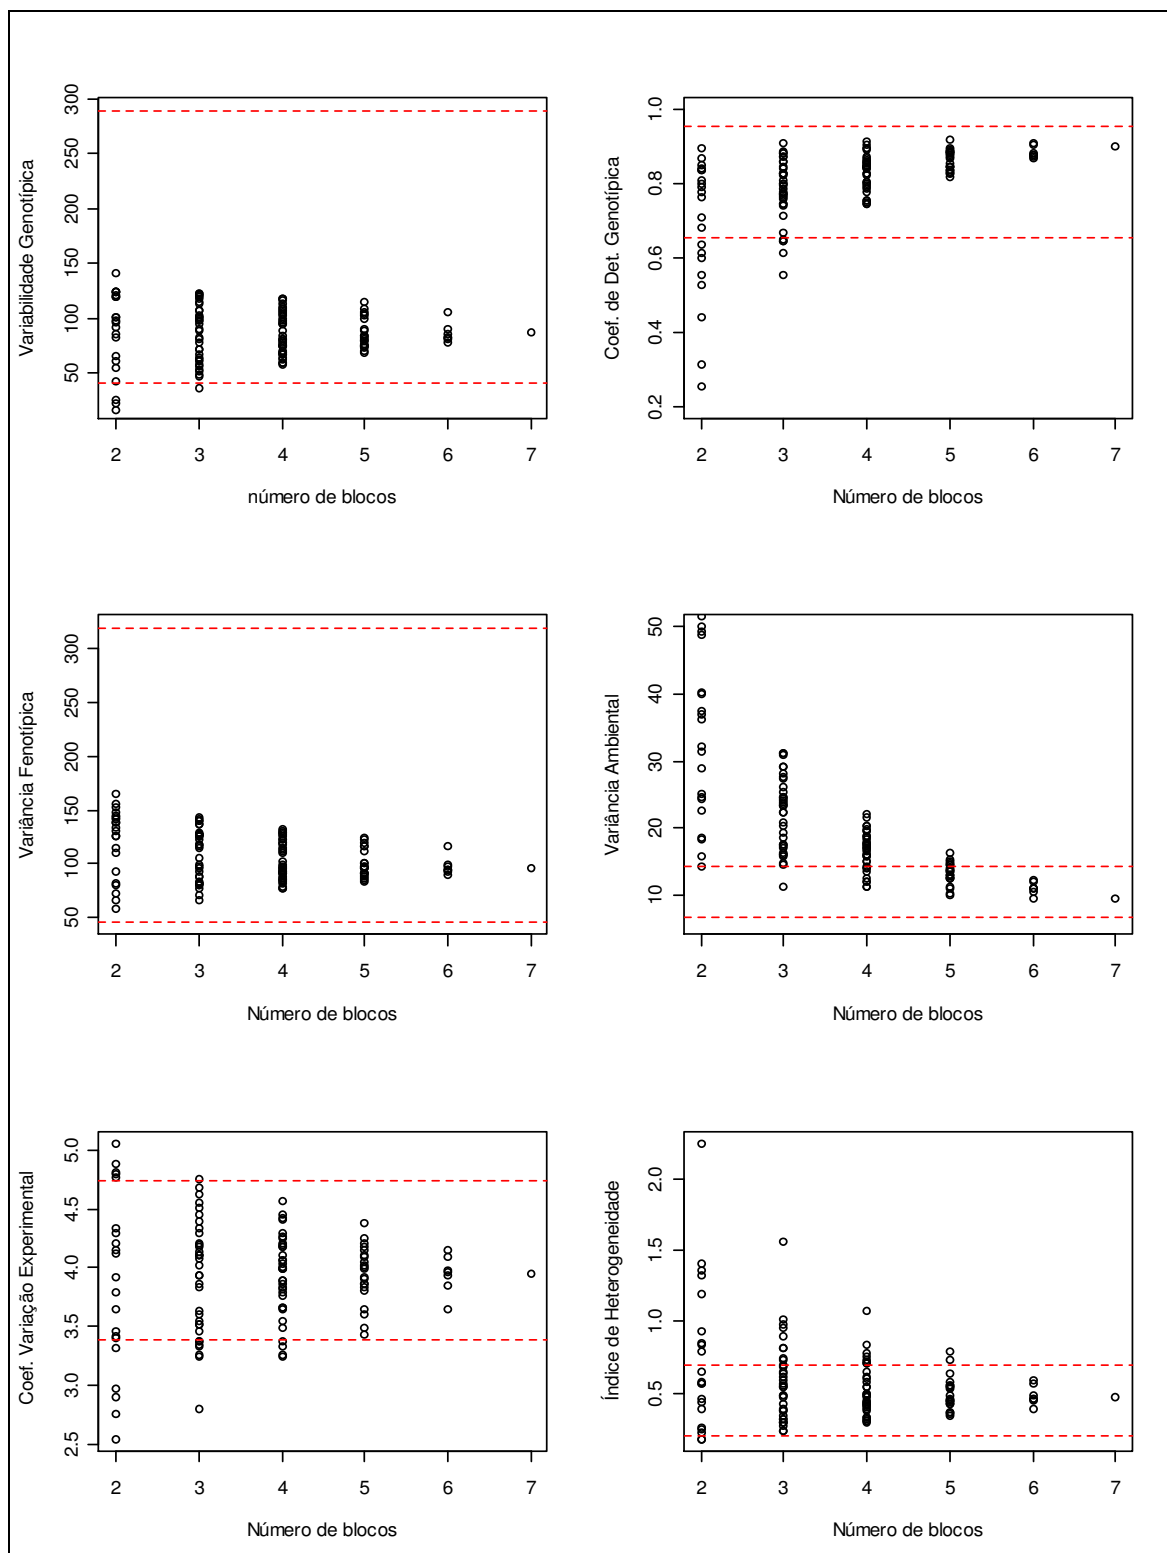 Variabilidade Genotípica
300
250
200
150
100
50
2 3 4 5 6 7
número de blocos
Coef. de Det. Genotípica
1.0
0.8
0.6
0.4
0.2
2 3 4 5 6 7
Número de blocos
Variância Fenotípica
300
250
200
150
100
50
2 3 4 5 6 7
Número de blocos
Variância Ambiental
50
40
30
20
10
2 3 4 5 6 7
Número de blocos
Coef. Variação Experimental
5.0
4.5
4.0
3.5
3.0
2.5
2 3 4 5 6 7
Número de blocos
Índice de Heterogeneidade
2.0
1.5
1.0
0.5
2 3 4 5 6 7
Número de blocos